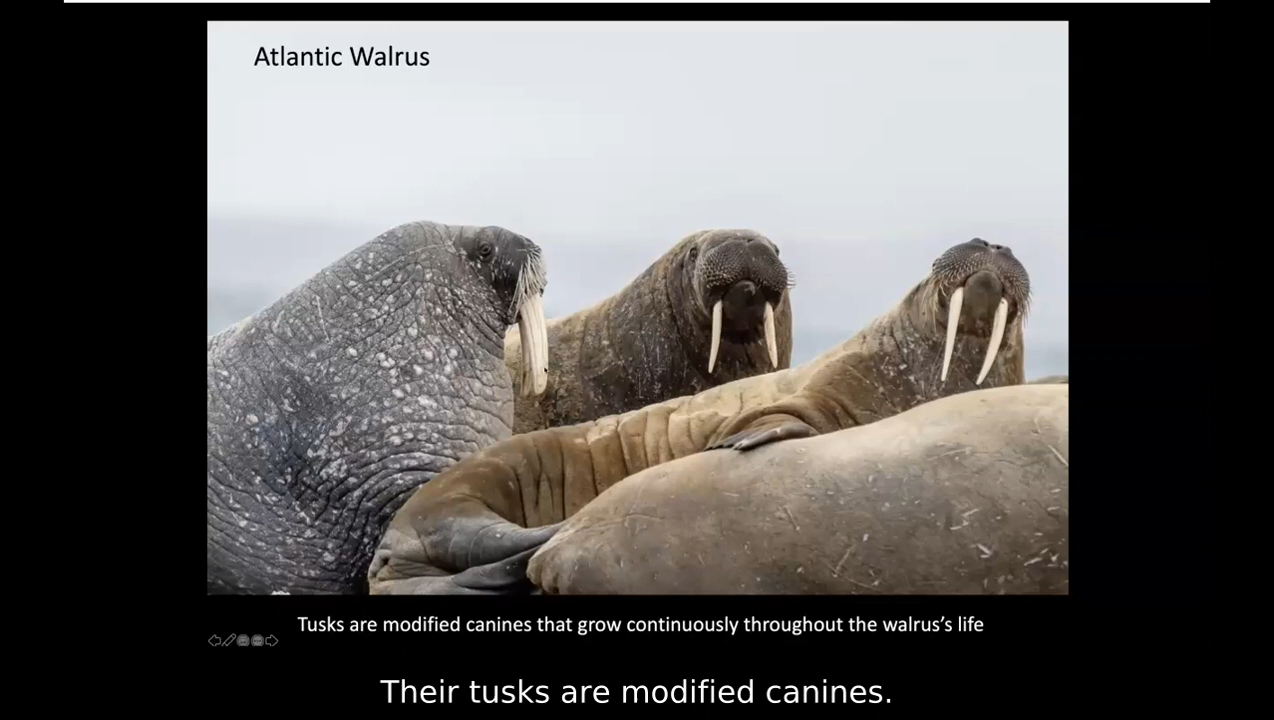 Atlantic Walrus
Tusks are modified canines that grow continuously throughout the walrus’s life
Their tusks are modified canines.